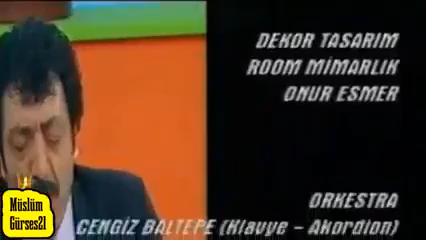 DEKOR TASARIM
ROOM MİMARLIK
ONUR ESMER
ORKESTRA
CENGİZ BALTEPE (Klavye – Akordion)
Müslüm
Gürses21